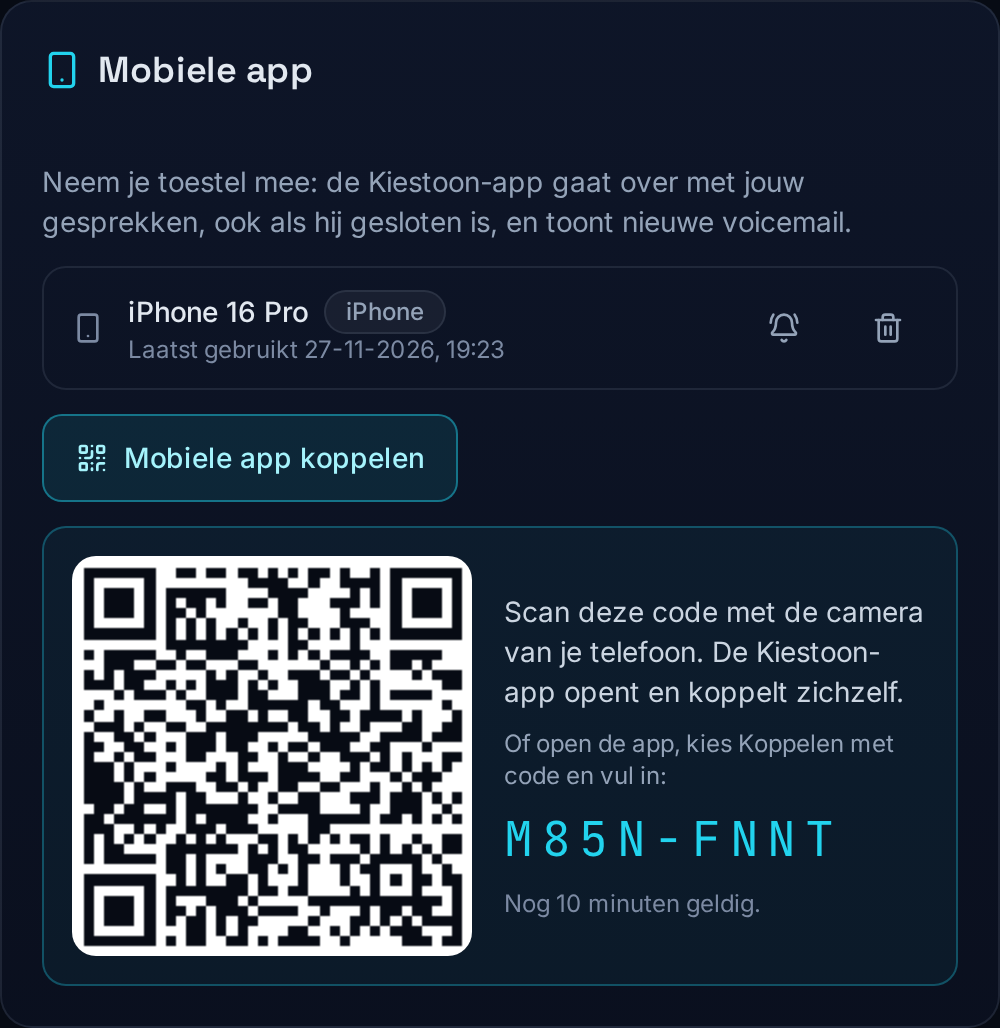 Mobiele app
Neem je toestel mee: de Kiestoon-app gaat over met jouw
gesprekken, ook als hij gesloten is, en toont nieuwe voicemail.
iPhone 16 Pro iPhone
Laatst gebruikt 27-11-2026, 19:23
Mobiele app koppelen
Scan deze code met de camera
van je telefoon. De Kiestoon-
app opent en koppelt zichzelf.
Of open de app, kies Koppelen met
code en vul in:
M85N-FNNT
Nog 10 minuten geldig.